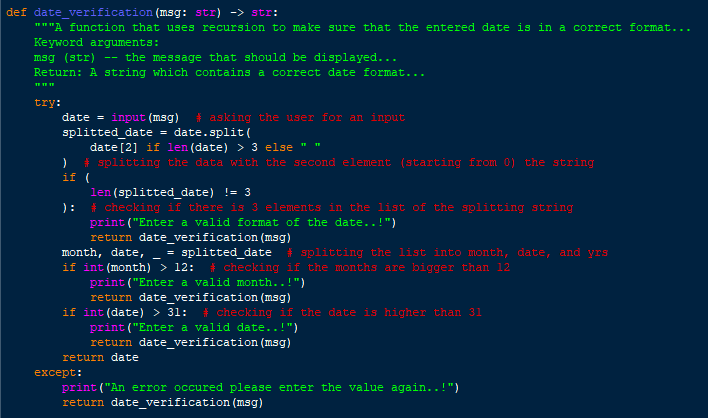 def date_verification(msg: str) -> str:
    """A function that uses recursion to make sure that the entered date is in a correct format...
    Keyword arguments:
    msg (str) -- the message that should be displayed...
    Return: A string which contains a correct date format...
    """
    try:
        date = input(msg)  # asking the user for an input
        splitted_date = date.split(
            date[2] if len(date) > 3 else " "
        )  # splitting the data with the second element (starting from 0) the string
        if (
            len(splitted_date) != 3
        ):  # checking if there is 3 elements in the list of the splitting string
            print("Enter a valid format of the date..!")
            return date_verification(msg)
        month, date, _ = splitted_date  # splitting the list into month, date, and yrs
        if int(month) > 12:  # checking if the months are bigger than 12
            print("Enter a valid month..!")
            return date_verification(msg)
        if int(date) > 31:  # checking if the date is higher than 31
            print("Enter a valid date..!")
            return date_verification(msg)
        return date
    except:
        print("An error occured please enter the value again..!")
        return date_verification(msg)